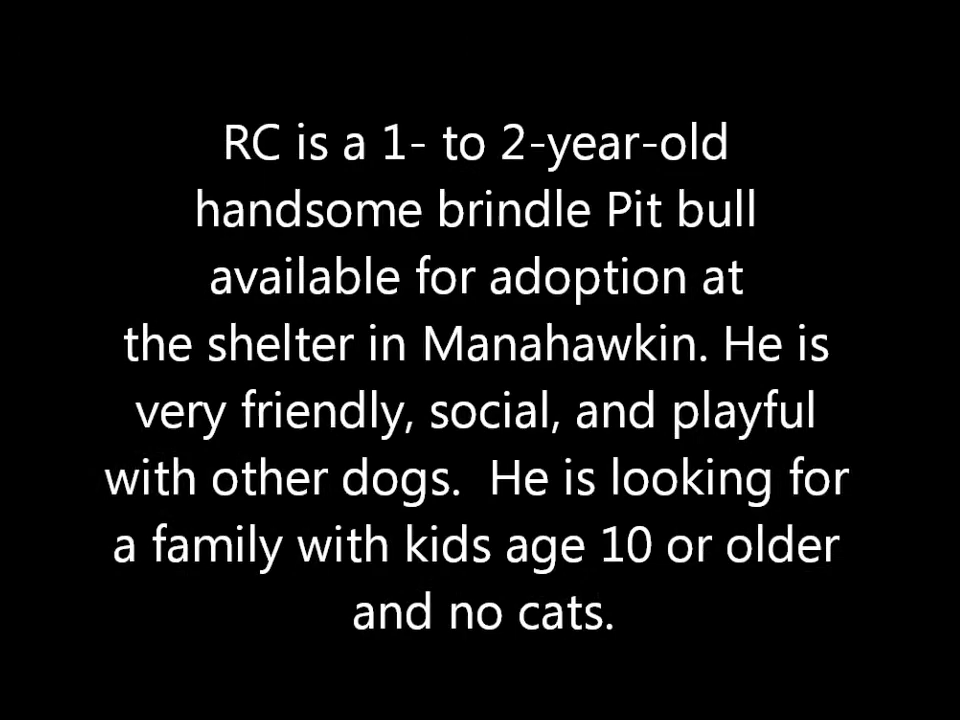 RC is a 1- to 2-year-old
handsome brindle Pit bull
available for adoption at
the shelter in Manahawkin. He is
very friendly, social, and playful
with other dogs.  He is looking for
a family with kids age 10 or older
and no cats.